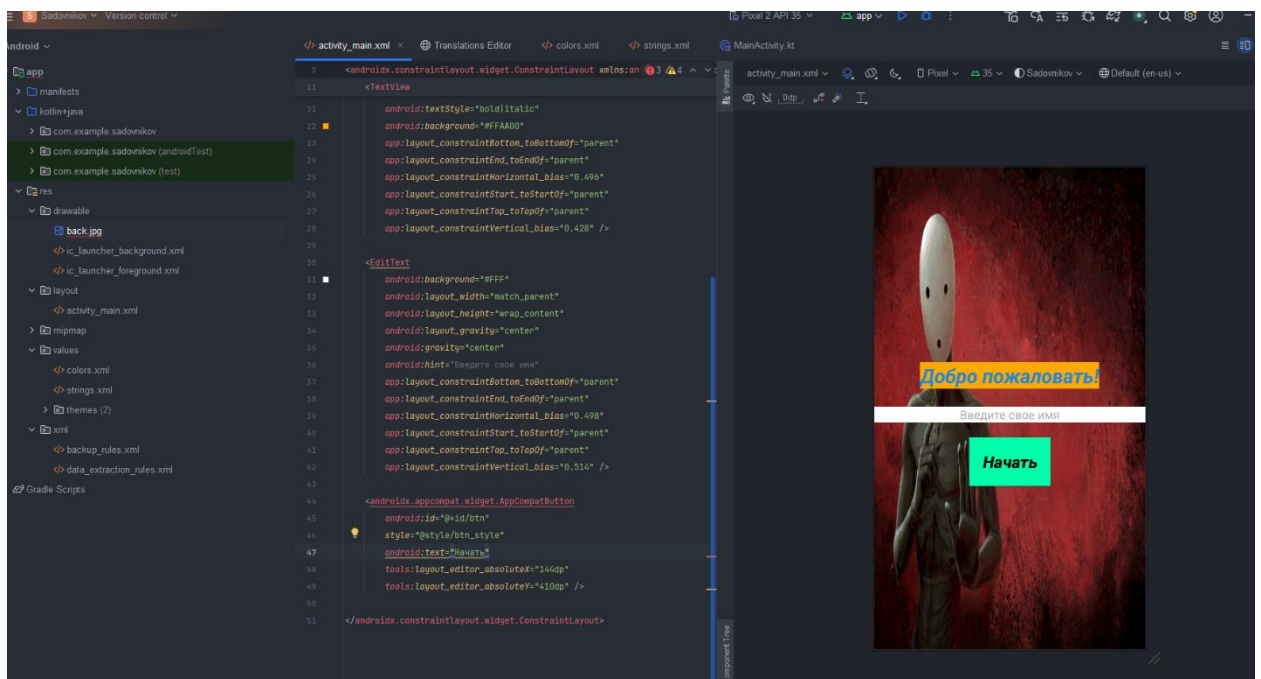 Sadovnikov
Version control
Pixel 2 API 35
app
Android
activity_main.xml
Translations Editor
colors.xml
strings.xml
MainActivity.kt
app
manifests
kotlin+java
com.example.sadovnikov
com.example.sadovnikov (androidTest)
com.example.sadovnikov (test)
res
drawable
back.jpg
ic_launcher_background.xml
ic_launcher_foreground.xml
layout
activity_main.xml
mipmap
values
colors.xml
strings.xml
themes (2)
xml
backup_rules.xml
data_extraction_rules.xml
Gradle Scripts
2 <androidx.constraintlayout.widget.ConstraintLayout xmlns:an 3 4
11 <TextView
21 android:textStyle="bold|italic"
22 android:background="#FFAA00"
23 app:layout_constraintBottom_toBottomOf="parent"
24 app:layout_constraintEnd_toEndOf="parent"
25 app:layout_constraintHorizontal_bias="0.496"
26 app:layout_constraintStart_toStartOf="parent"
27 app:layout_constraintTop_toTopOf="parent"
28 app:layout_constraintVertical_bias="0.428" />
29
30 <EditText
31 android:background="#FFF"
32 android:layout_width="match_parent"
33 android:layout_height="wrap_content"
34 android:layout_gravity="center"
35 android:gravity="center"
36 android:hint="Введите свое имя"
37 app:layout_constraintBottom_toBottomOf="parent"
38 app:layout_constraintEnd_toEndOf="parent"
39 app:layout_constraintHorizontal_bias="0.498"
40 app:layout_constraintStart_toStartOf="parent"
41 app:layout_constraintTop_toTopOf="parent"
42 app:layout_constraintVertical_bias="0.514" />
43
44 <androidx.appcompat.widget.AppCompatButton
45 android:id="@+id/btn"
46 style="@style/btn_style"
47 android:text="Начать"
48 tools:layout_editor_absoluteX="144dp"
49 tools:layout_editor_absoluteY="410dp" />
50
51 </androidx.constraintlayout.widget.ConstraintLayout>
Palette
activity_main.xml
Pixel
35
Sadovnikov
Default (en-us)
0dp
Добро пожаловать!
Введите свое имя
Начать
omponent Tree